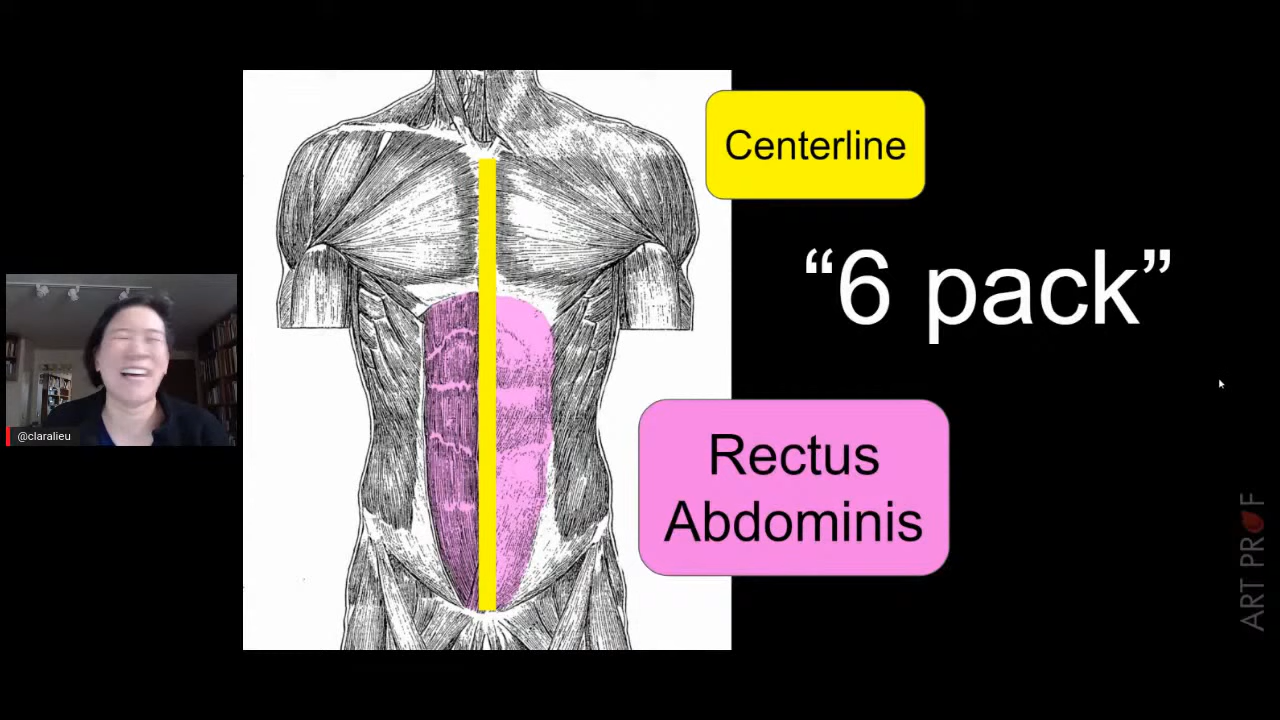 Centerline
“6 pack”
Rectus
Abdominis
@claralieu
ART PROF